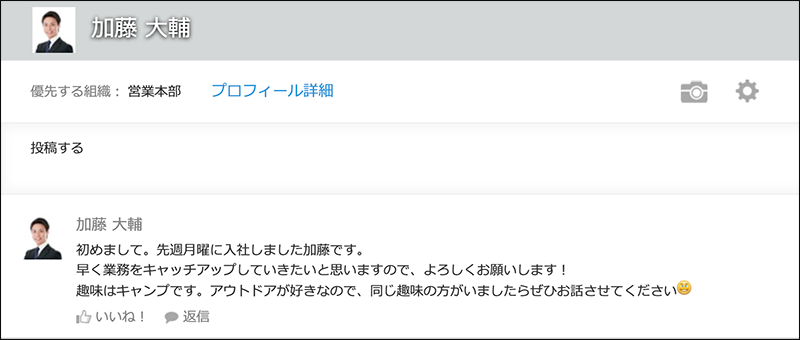 加藤 大輔
優先する組織： 営業本部 プロフィール詳細
投稿する
加藤 大輔
初めまして。先週月曜に入社しました加藤です。
早く業務をキャッチアップしていきたいと思いますので、よろしくお願いします！
趣味はキャンプです。アウトドアが好きなので、同じ趣味の方がいましたらぜひお話させてください
いいね！ 返信